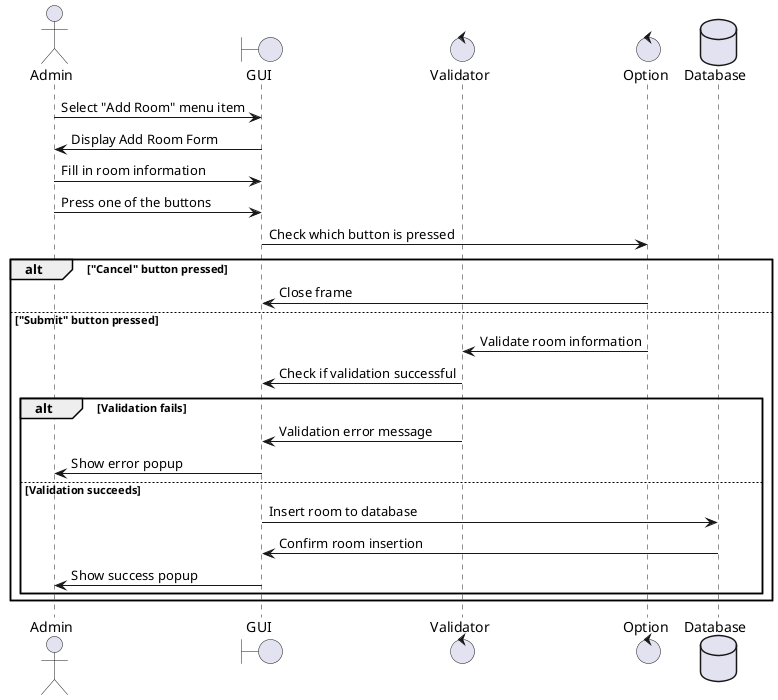 Admin GUI Validator Option Database
Select "Add Room" menu item
Display Add Room Form
Fill in room information
Press one of the buttons
Check which button is pressed
alt ["Cancel" button pressed]
Close frame
["Submit" button pressed]
Validate room information
Check if validation successful
alt [Validation fails]
Validation error message
Show error popup
[Validation succeeds]
Insert room to database
Confirm room insertion
Show success popup
Admin GUI Validator Option Database